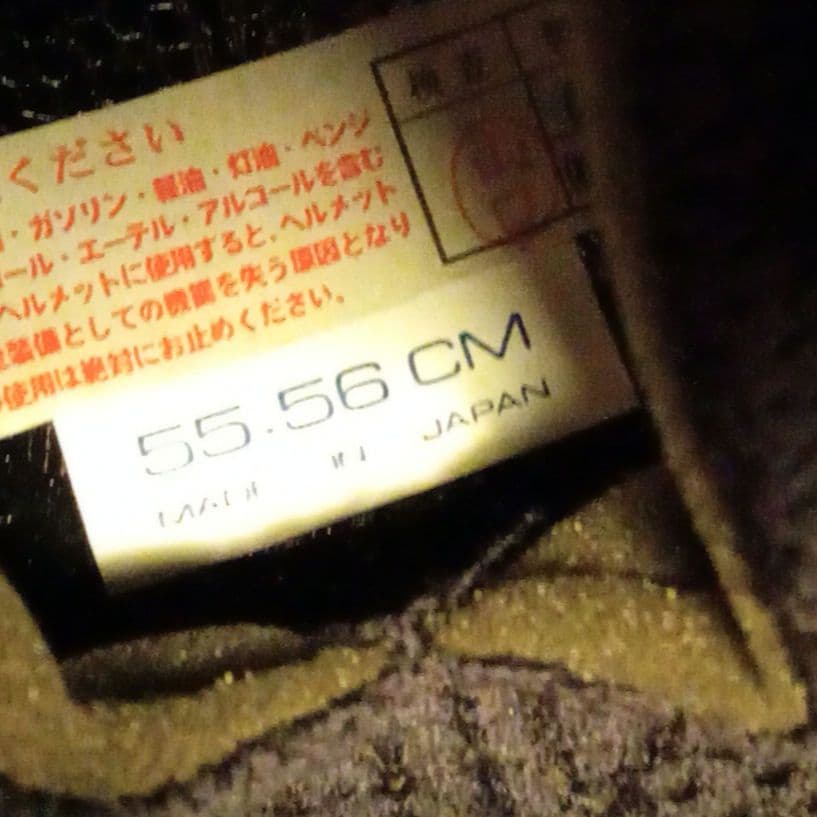 ください
・ガソリン・軽油・灯油・ベンジ
ール・エーテル・アルコールを含む
ヘルメットに使用すると、ヘルメット
装備としての機能を失う原因となり
使用は絶対にお止めください。
検査
55.56 CM
MADE IN JAPAN